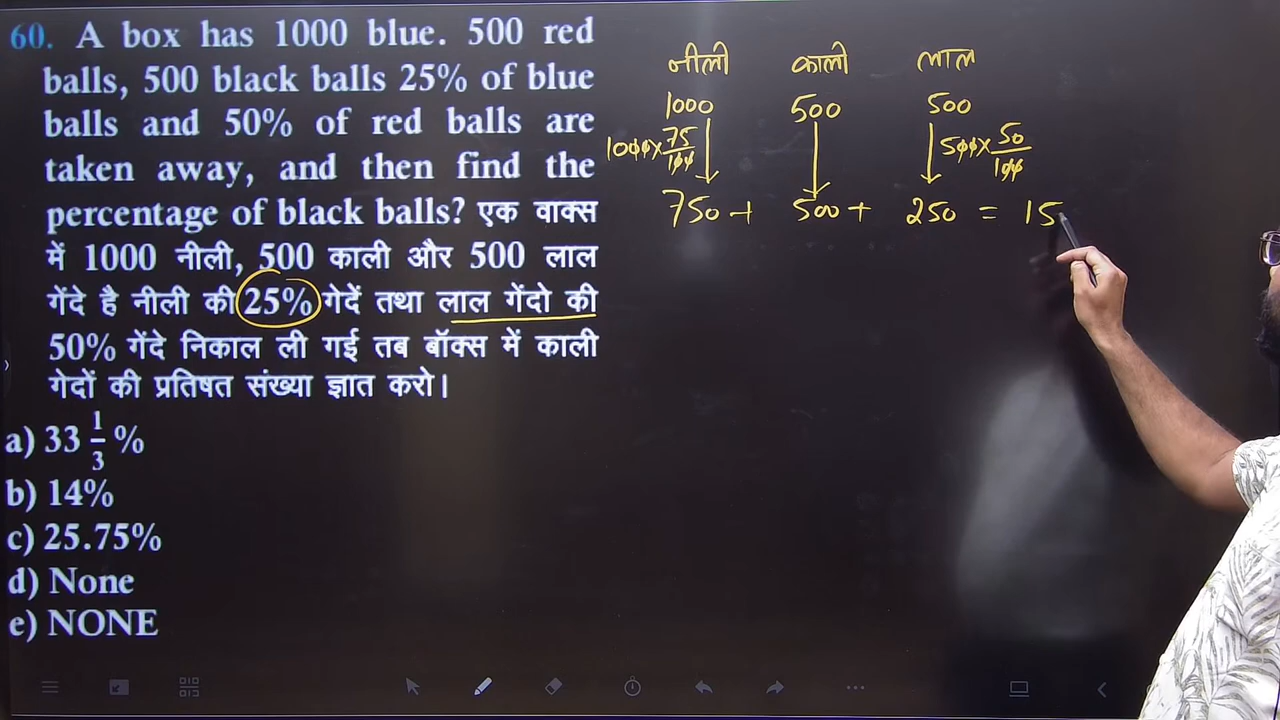 60. A box has 1000 blue. 500 red
balls, 500 black balls 25% of blue
balls and 50% of red balls are
taken away, and then find the
percentage of black balls? एक वाक्स
में 1000 नीली, 500 काली और 500 लाल
गेंदे है नीली की 25% गेदें तथा लाल गेंदो की
50% गेंदे निकाल ली गई तब बॉक्स में काली
गेदों की प्रतिषत संख्या ज्ञात करो।
a) 33 1/3 %
b) 14%
c) 25.75%
d) None
e) NONE
नीली काली लाल
1000 500 500
1000×75/100 500×50/100
750 + 500 + 250 = 15